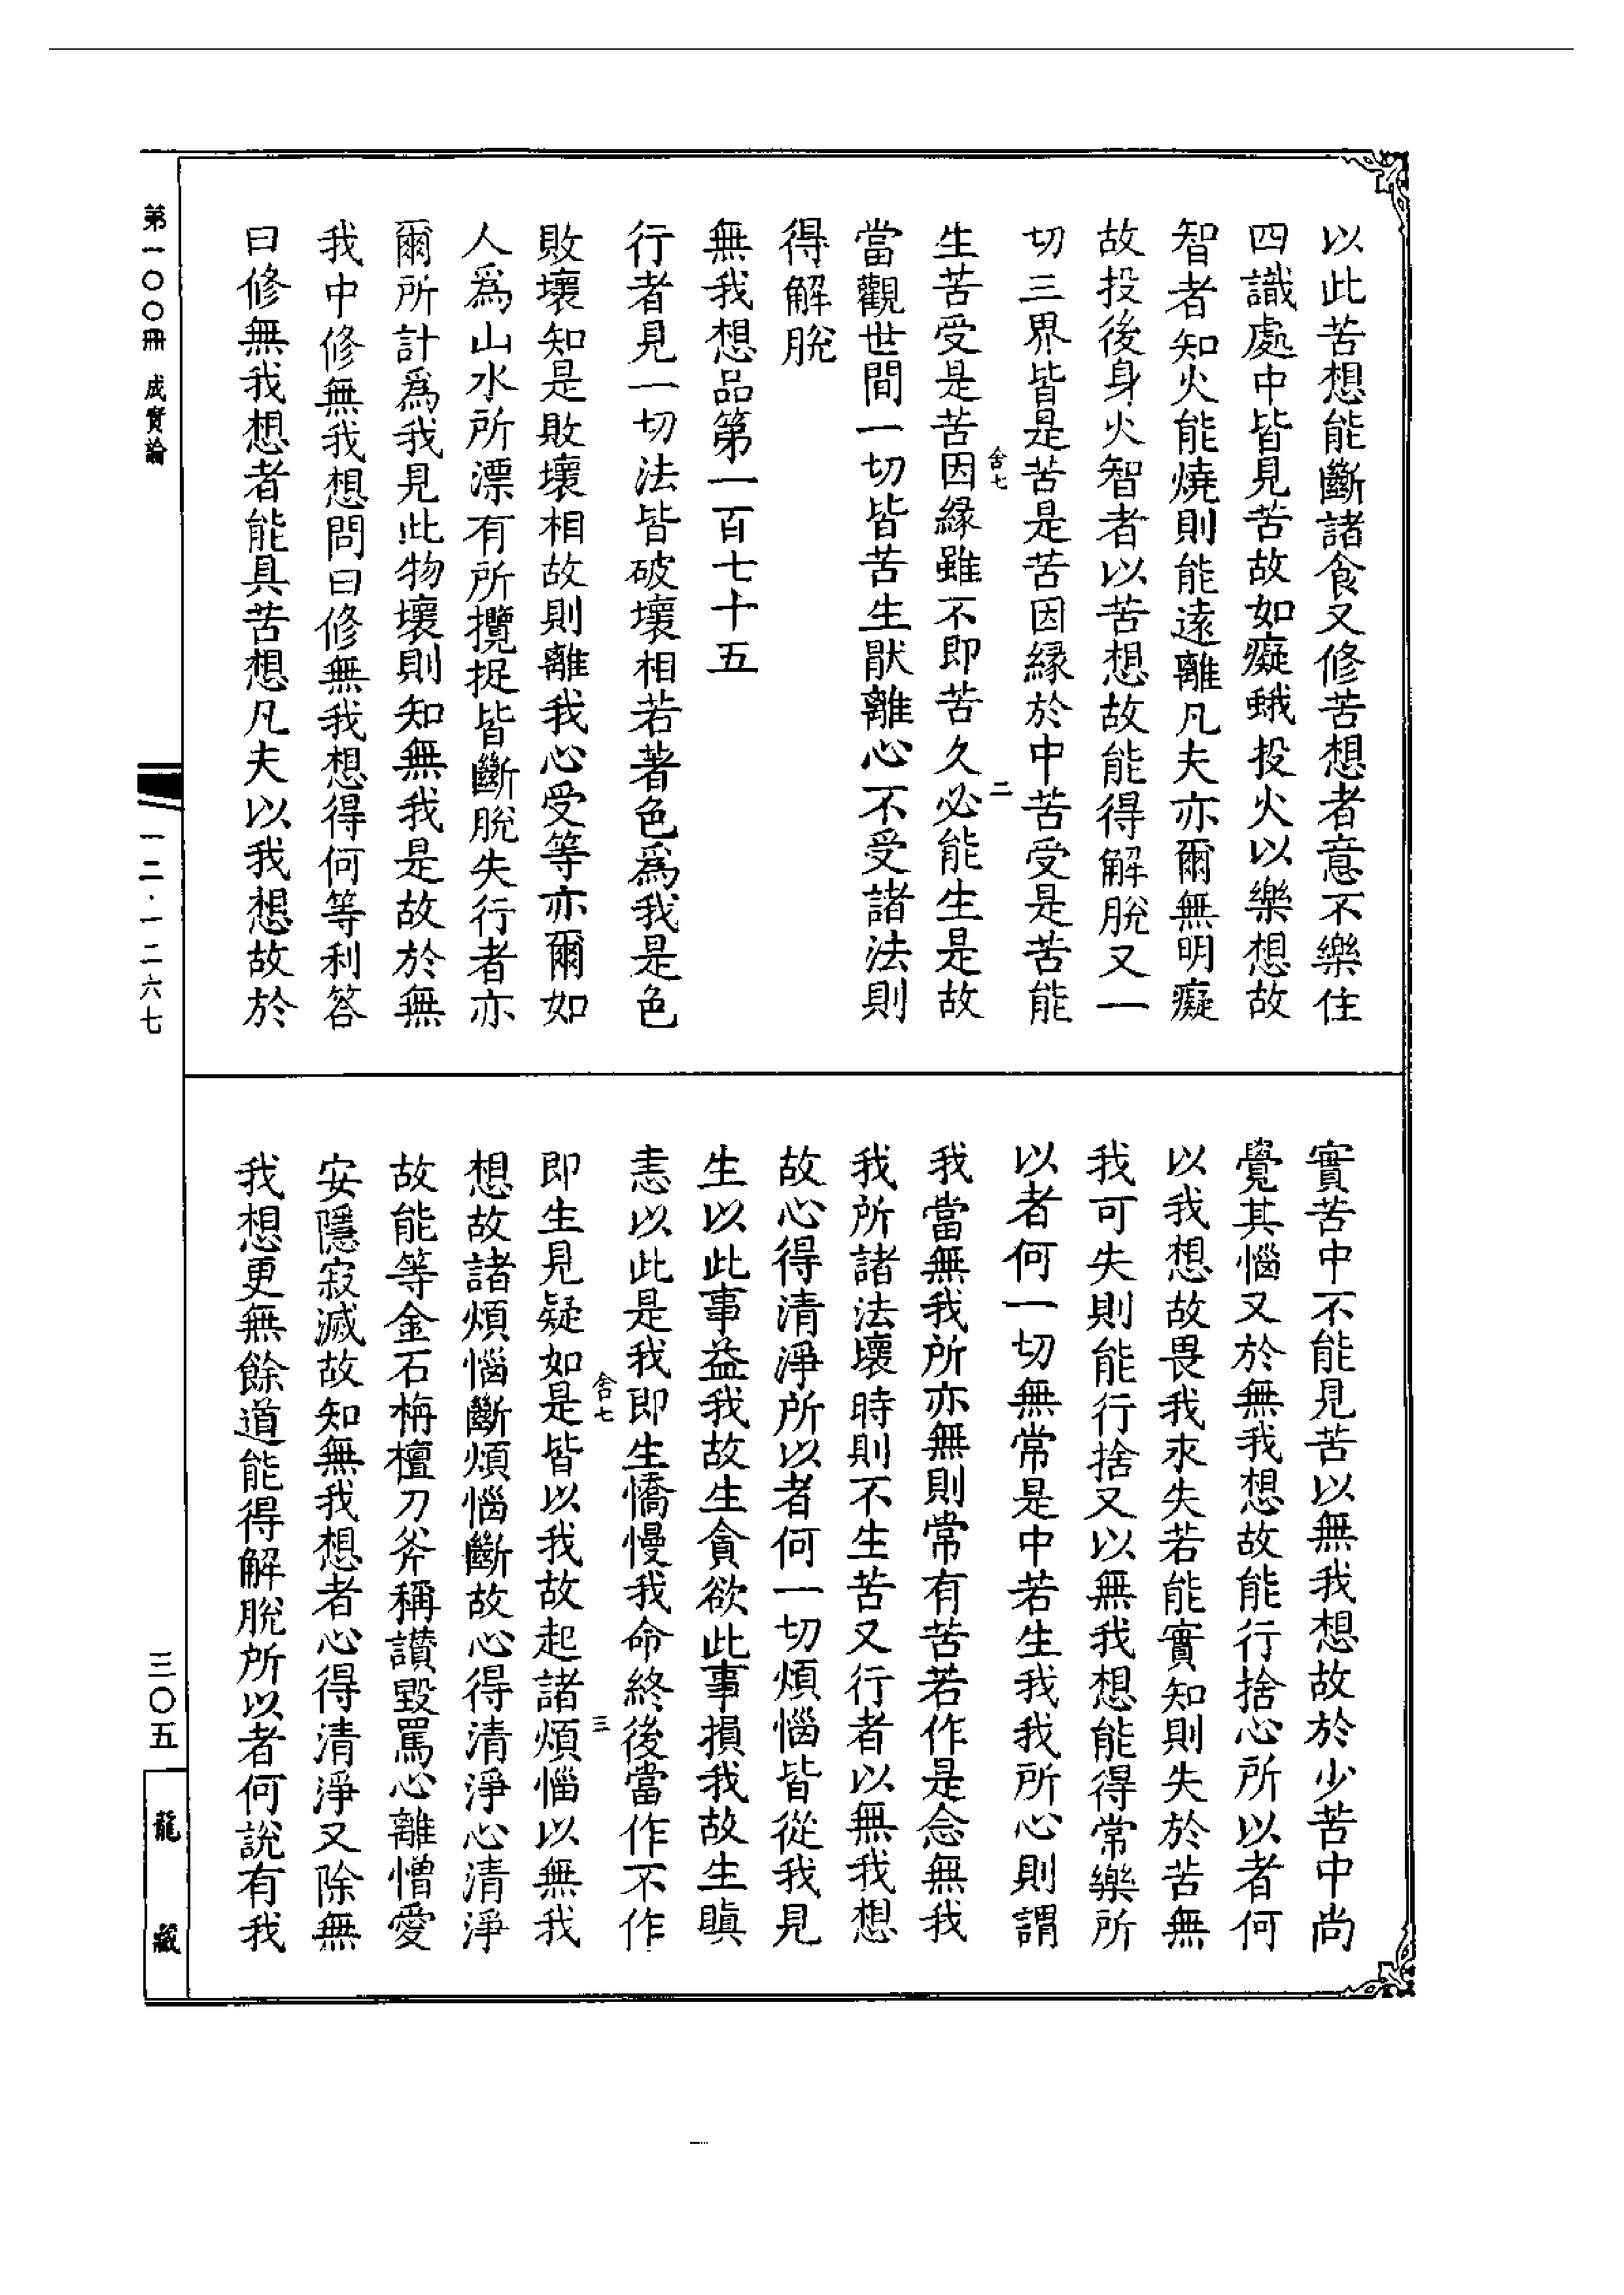 以此苦想能斷諸食又修苦想者意不樂住
四識處中皆見苦故如癡蛾投火以樂想故
智者知火能燒則能遠離凡夫亦爾無明癡
故投後身火智者以苦想故能得解脫又一
切三界皆是苦是苦因緣於中苦受是苦能
舍七 二
生苦受是苦因緣雖不即苦久必能生是故
當觀世間一切皆苦生猒離心不受諸法則
得解脫
無我想品第一百七十五
行者見一切法皆破壞相若著色爲我是色
敗壞知是敗壞相故則離我心受等亦爾如
人爲山水所漂有所攬捉皆斷脫失行者亦
爾所計爲我見此物壞則知無我是故於無
我中修無我想問曰修無我想得何等利答
曰修無我想者能具苦想凡夫以我想故於
實苦中不能見苦以無我想故於少苦中尚
覺其惱又於無我想故能行捨心所以者何
以我想故畏我永失若能實知則失於苦無
我可失則能行捨又以無我想能得常樂所
以者何一切無常是中若生我我所心則謂
我當無我所亦無則常有苦若作是念無我
我所諸法壞時則不生苦又行者以無我想
故心得清淨所以者何一切煩惱皆從我見
生以此事益我故生貪欲此事損我故生瞋
恚以此是我即生憍慢我命終後當作不作
舍七 三
即生見疑如是皆以我故起諸煩惱以無我
想故諸煩惱斷煩惱斷故心得清淨心清淨
故能等金石栴檀刀斧稱讚毀罵心離憎愛
安隱寂滅故知無我想者心得清淨又除無
我想更無餘道能得解脫所以者何說有我
第一〇〇冊 成實論
一二·一二六七
三〇五
龍藏